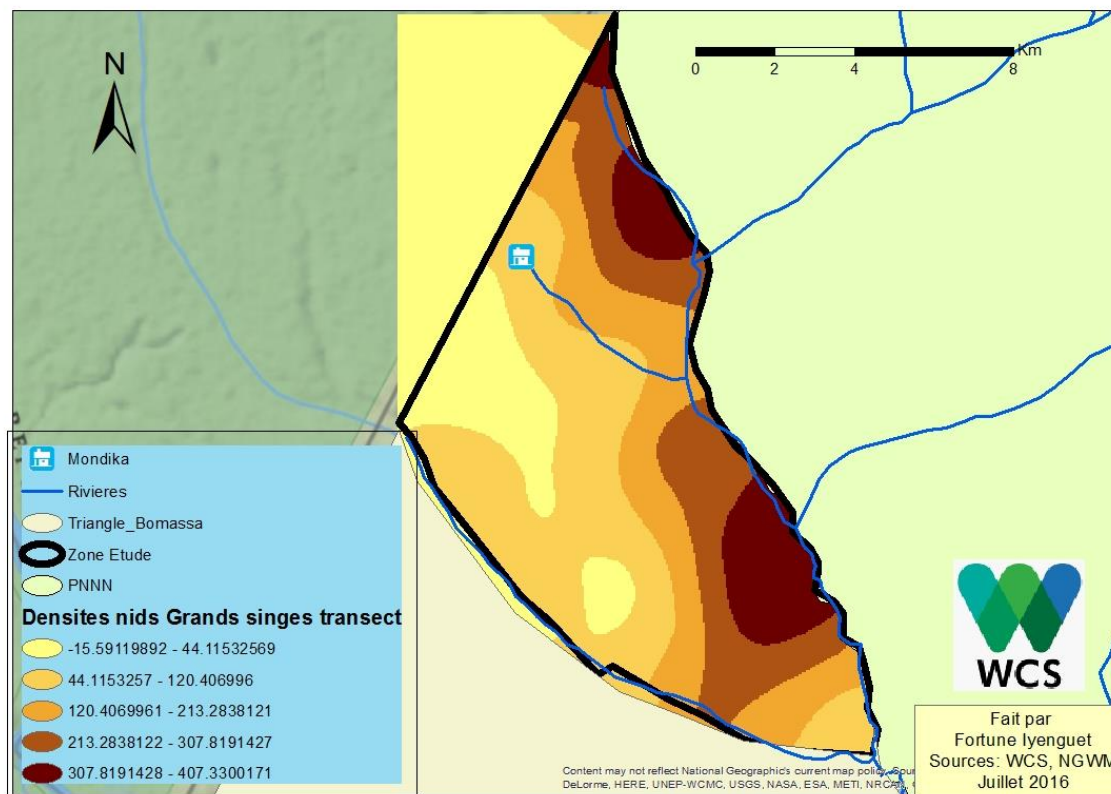 N
Km
0 2 4 8
Mondika
Rivieres
Triangle_Bomassa
Zone Etude
PNNN
Densites nids Grands singes transect
-15.59119892 - 44.11532569
44.1153257 - 120.406996
120.4069961 - 213.2838121
213.2838122 - 307.8191427
307.8191428 - 407.3300171
WCS
Fait par
Fortune Iyenguet
Sources: WCS, NGWM
Juillet 2016
Content may not reflect National Geographic's current map policy.
DeLorme, HERE, UNEP-WCMC, USGS, NASA, ESA, METI,